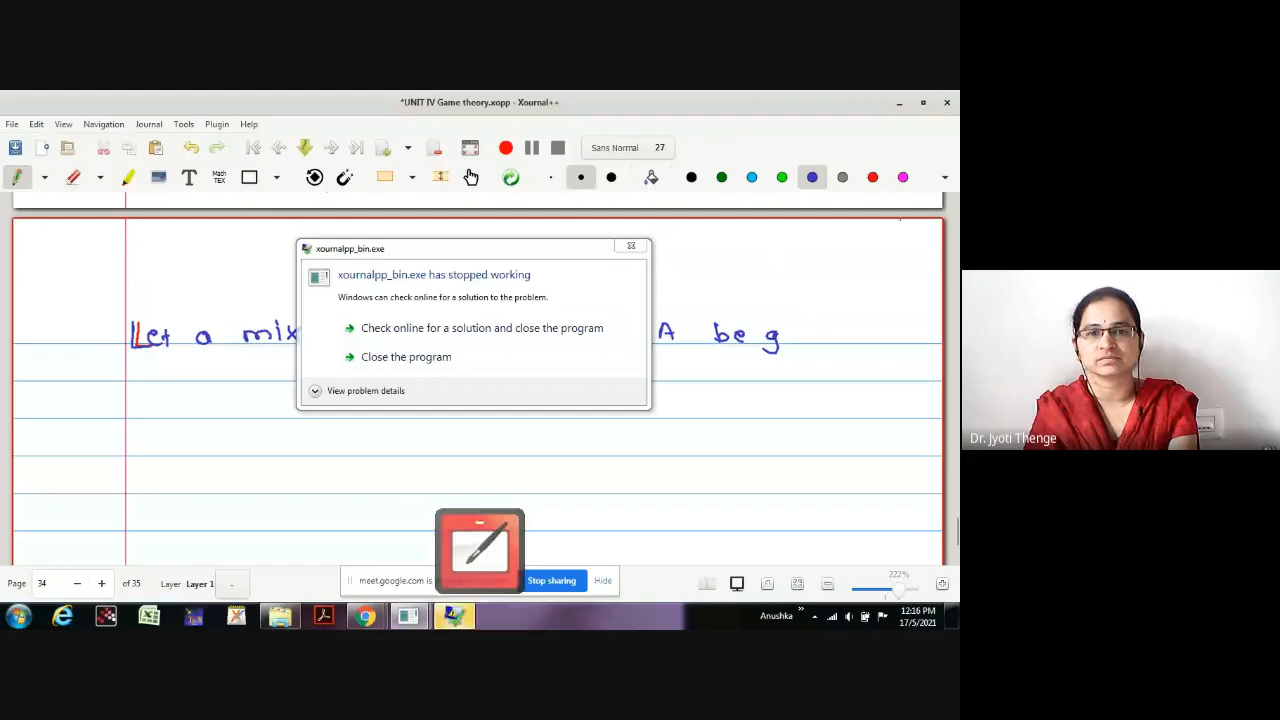 *UNIT IV Game theory.xopp - Xournal++
File Edit View Navigation Journal Tools Plugin Help
Sans Normal 27
Math
TEX
xournalpp_bin.exe
xournalpp_bin.exe has stopped working
Windows can check online for a solution to the problem.
Check online for a solution and close the program
Close the program
View problem details
Let a mix A be g
Dr. Jyoti Thenge
Page 34 of 35 Layer Layer 1
meet.google.com is Stop sharing Hide
222%
Anushka
12:16 PM
17/5/2021